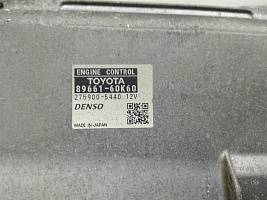 ENGINE CONTROL
TOYOTA
89661-60K60
275900-5440 12V
DENSO
MADE IN JAPAN